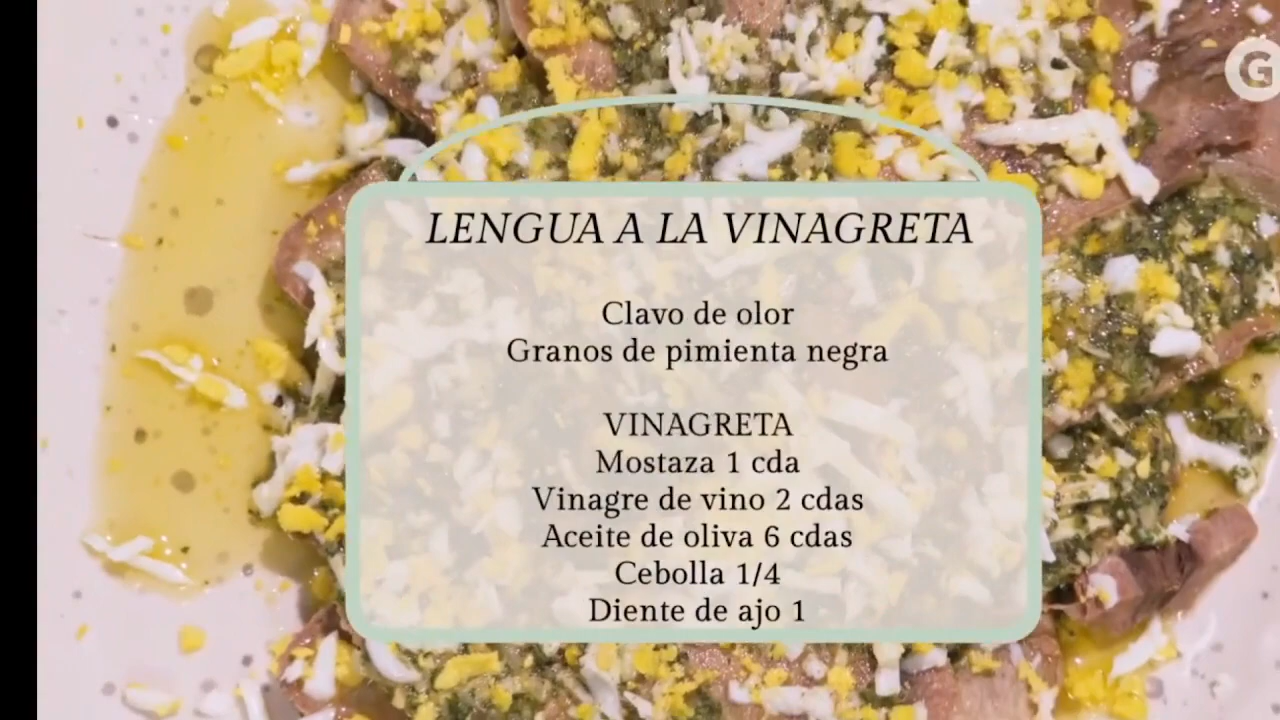 G
LENGUA A LA VINAGRETA
Clavo de olor
Granos de pimienta negra
VINAGRETA
Mostaza 1 cda
Vinagre de vino 2 cdas
Aceite de oliva 6 cdas
Cebolla 1/4
Diente de ajo 1